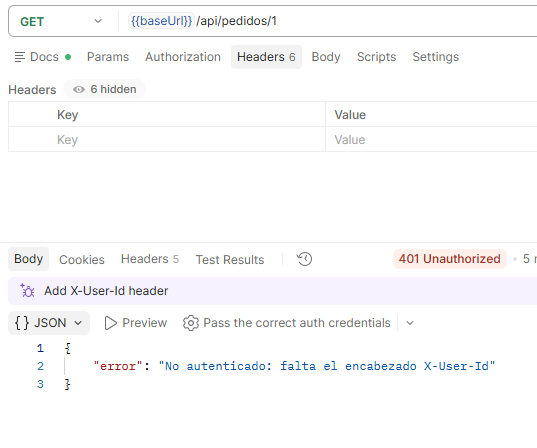 GET {{baseUrl}} /api/pedidos/1
Docs Params Authorization Headers 6 Body Scripts Settings
Headers 6 hidden
Key Value
Key Value
Body Cookies Headers 5 Test Results 401 Unauthorized 5
Add X-User-Id header
{} JSON Preview Pass the correct auth credentials
1 {
2 "error": "No autenticado: falta el encabezado X-User-Id"
3 }